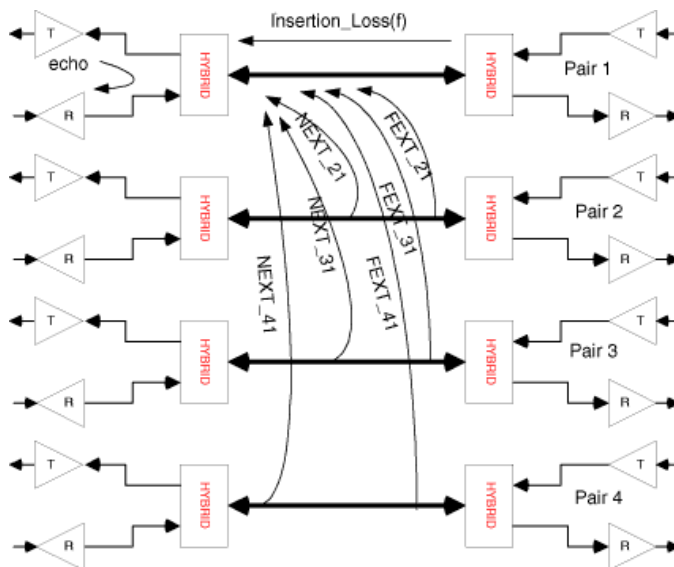 Insertion_Loss(f)
T
HYBRID
HYBRID
T
echo
Pair 1
R
R
NEXT_21
FEXT_21
T
HYBRID
HYBRID
T
Pair 2
NEXT_31
FEXT_31
R
R
NEXT_41
FEXT_41
T
HYBRID
HYBRID
T
Pair 3
R
R
T
HYBRID
HYBRID
T
Pair 4
R
R